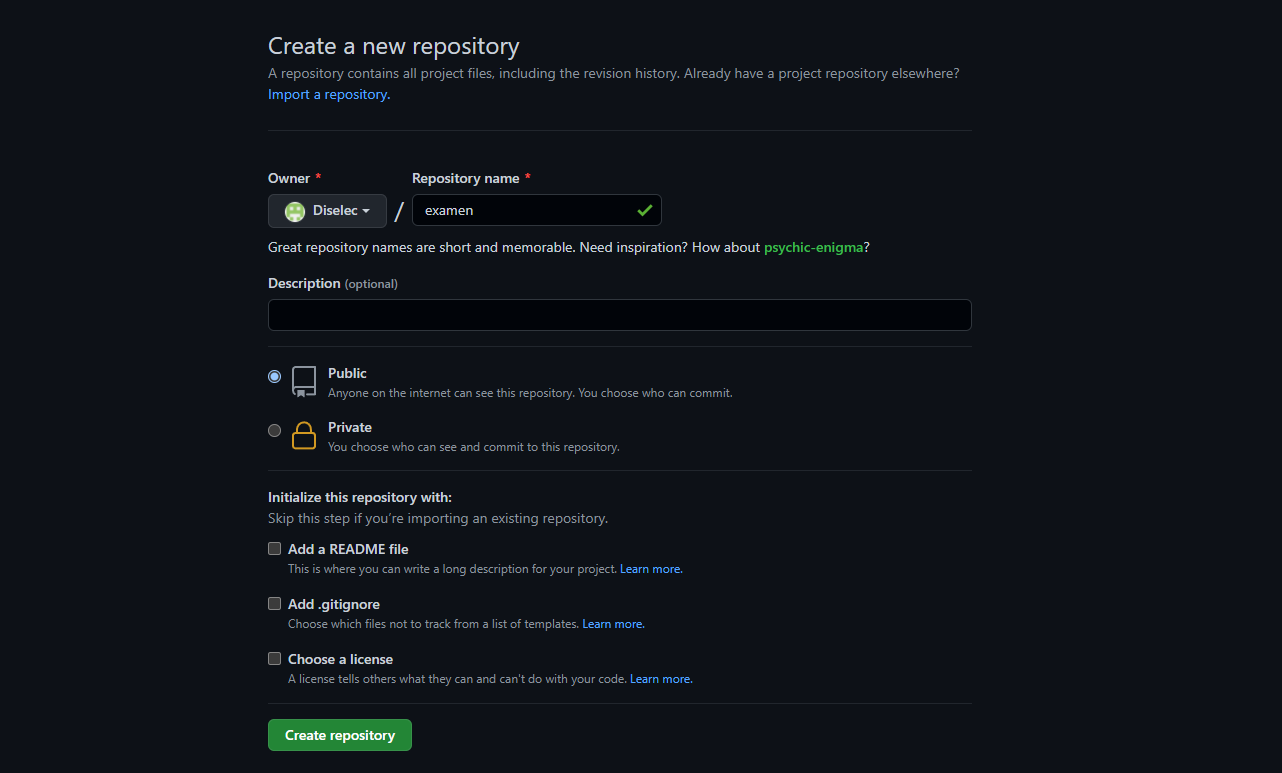 Create a new repository
A repository contains all project files, including the revision history. Already have a project repository elsewhere?
Import a repository.
Owner * Repository name *
Diselec / examen
Great repository names are short and memorable. Need inspiration? How about psychic-enigma?
Description (optional)
Public
Anyone on the internet can see this repository. You choose who can commit.
Private
You choose who can see and commit to this repository.
Initialize this repository with:
Skip this step if you’re importing an existing repository.
Add a README file
This is where you can write a long description for your project. Learn more.
Add .gitignore
Choose which files not to track from a list of templates. Learn more.
Choose a license
A license tells others what they can and can't do with your code. Learn more.
Create repository